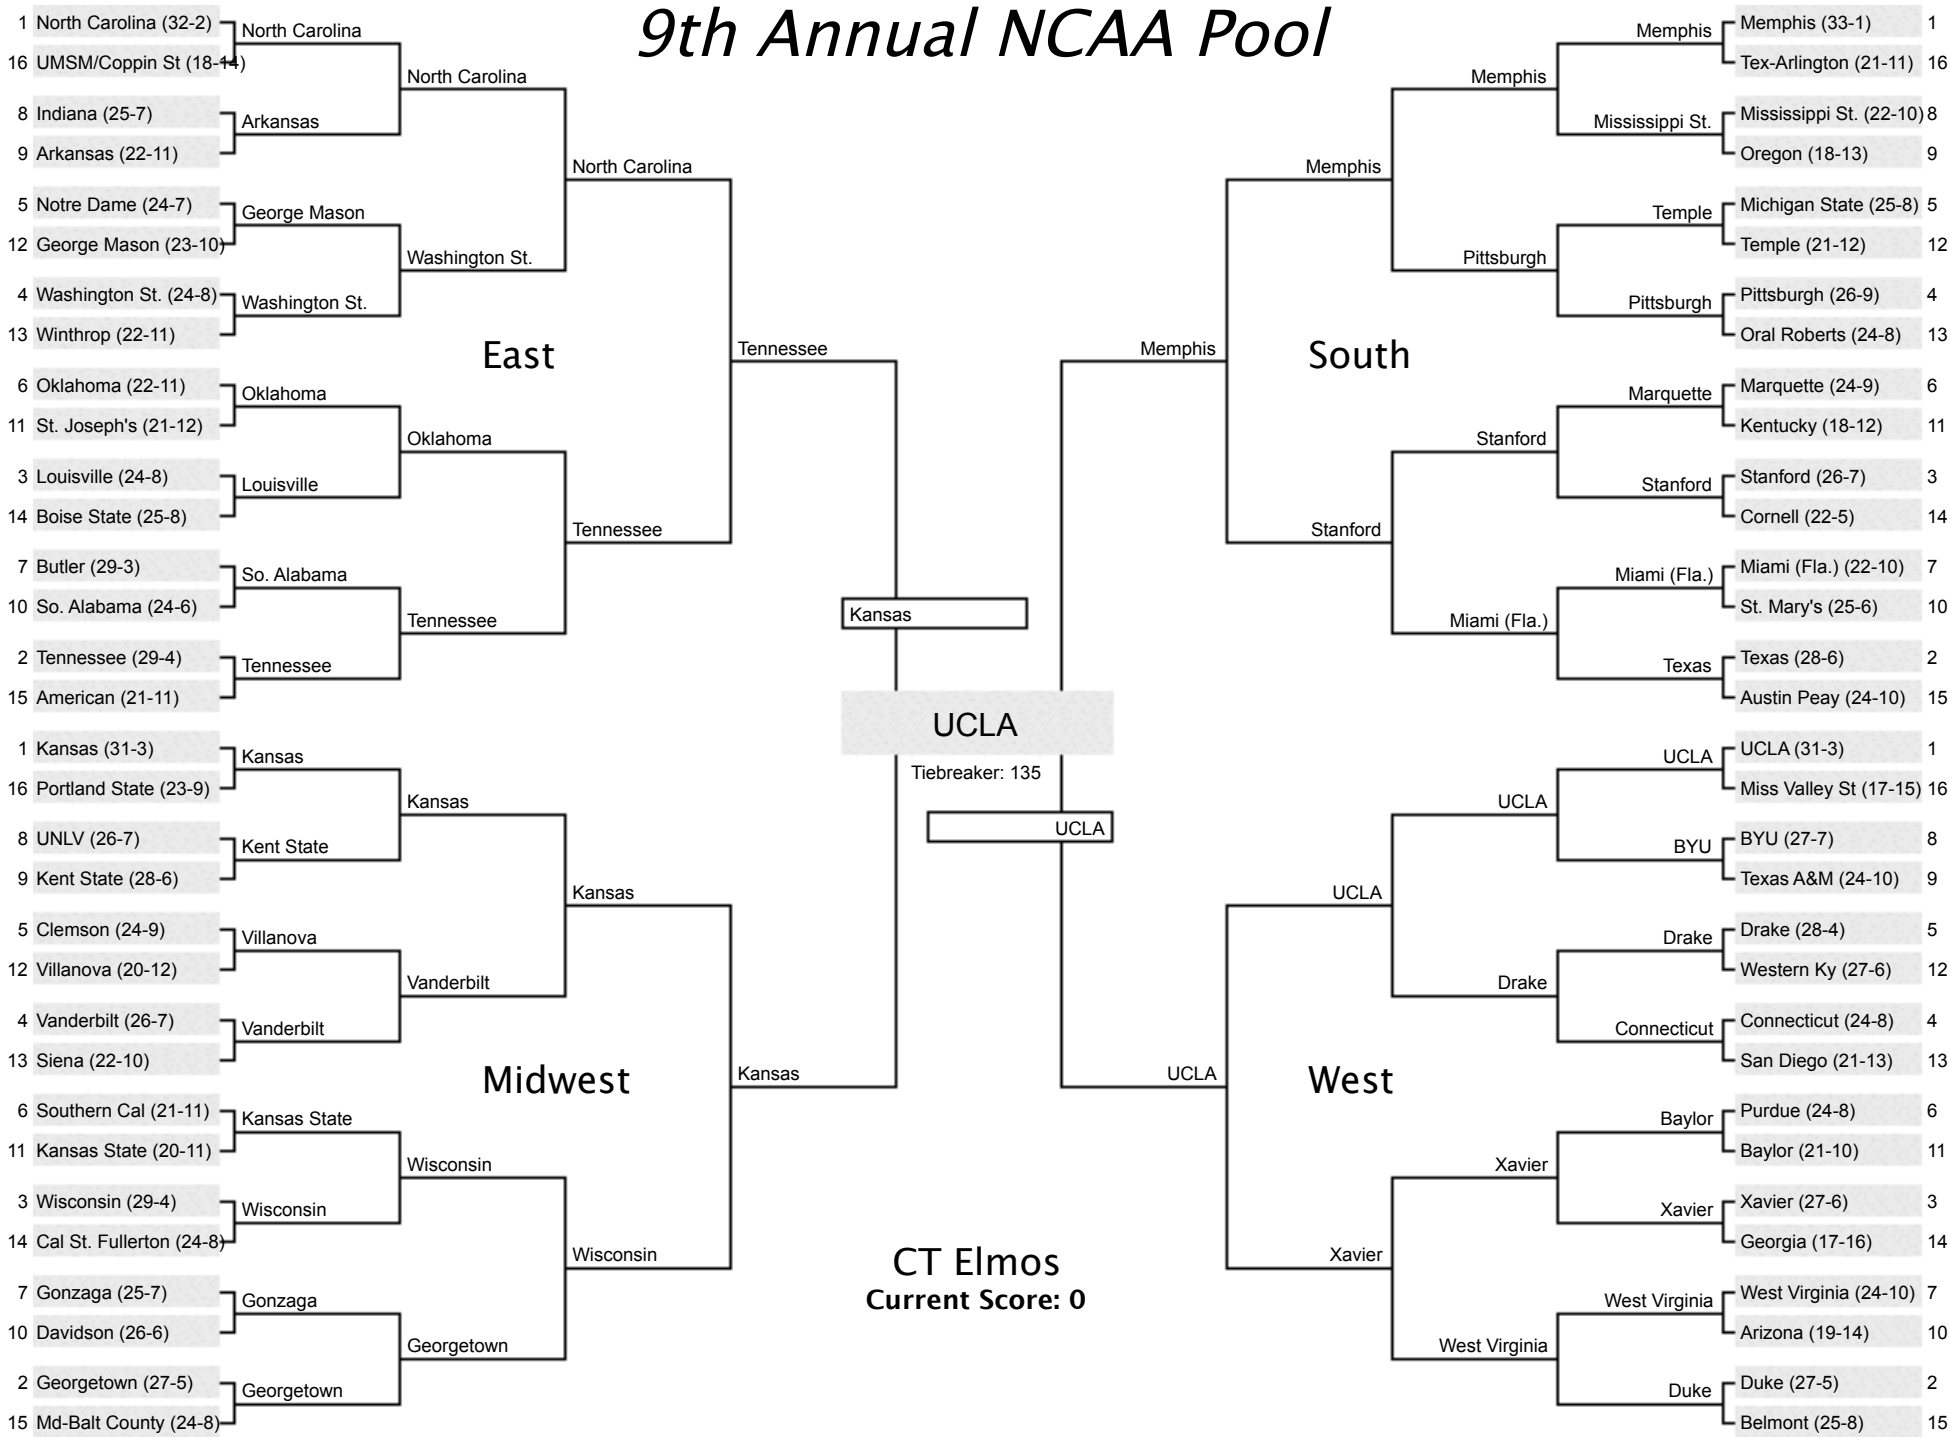 9th Annual NCAA Pool
1 North Carolina (32-2)
16 UMSM/Coppin St (18-14)
8 Indiana (25-7)
9 Arkansas (22-11)
5 Notre Dame (24-7)
12 George Mason (23-10)
4 Washington St. (24-8)
13 Winthrop (22-11)
6 Oklahoma (22-11)
11 St. Joseph's (21-12)
3 Louisville (24-8)
14 Boise State (25-8)
7 Butler (29-3)
10 So. Alabama (24-6)
2 Tennessee (29-4)
15 American (21-11)
1 Kansas (31-3)
16 Portland State (23-9)
8 UNLV (26-7)
9 Kent State (28-6)
5 Clemson (24-9)
12 Villanova (20-12)
4 Vanderbilt (26-7)
13 Siena (22-10)
6 Southern Cal (21-11)
11 Kansas State (20-11)
3 Wisconsin (29-4)
14 Cal St. Fullerton (24-8)
7 Gonzaga (25-7)
10 Davidson (26-6)
2 Georgetown (27-5)
15 Md-Balt County (24-8)
North Carolina
Arkansas
George Mason
Washington St.
Oklahoma
Louisville
So. Alabama
Tennessee
Kansas
Kent State
Villanova
Vanderbilt
Kansas State
Wisconsin
Gonzaga
Georgetown
North Carolina
Washington St.
Oklahoma
Tennessee
Kansas
Vanderbilt
Wisconsin
Georgetown
North Carolina
Tennessee
Kansas
Wisconsin
East
Midwest
Tennessee
Kansas
Kansas
UCLA
Tiebreaker: 135
UCLA
CT Elmos
Current Score: 0
Memphis
UCLA
South
West
Memphis
Stanford
UCLA
Xavier
Memphis
Pittsburgh
Stanford
Miami (Fla.)
UCLA
Drake
Xavier
West Virginia
Memphis
Mississippi St.
Temple
Pittsburgh
Marquette
Stanford
Miami (Fla.)
Texas
UCLA
BYU
Drake
Connecticut
Baylor
Xavier
West Virginia
Duke
Memphis (33-1) 1
Tex-Arlington (21-11) 16
Mississippi St. (22-10) 8
Oregon (18-13) 9
Michigan State (25-8) 5
Temple (21-12) 12
Pittsburgh (26-9) 4
Oral Roberts (24-8) 13
Marquette (24-9) 6
Kentucky (18-12) 11
Stanford (26-7) 3
Cornell (22-5) 14
Miami (Fla.) (22-10) 7
St. Mary's (25-6) 10
Texas (28-6) 2
Austin Peay (24-10) 15
UCLA (31-3) 1
Miss Valley St (17-15) 16
BYU (27-7) 8
Texas A&M (24-10) 9
Drake (28-4) 5
Western Ky (27-6) 12
Connecticut (24-8) 4
San Diego (21-13) 13
Purdue (24-8) 6
Baylor (21-10) 11
Xavier (27-6) 3
Georgia (17-16) 14
West Virginia (24-10) 7
Arizona (19-14) 10
Duke (27-5) 2
Belmont (25-8) 15